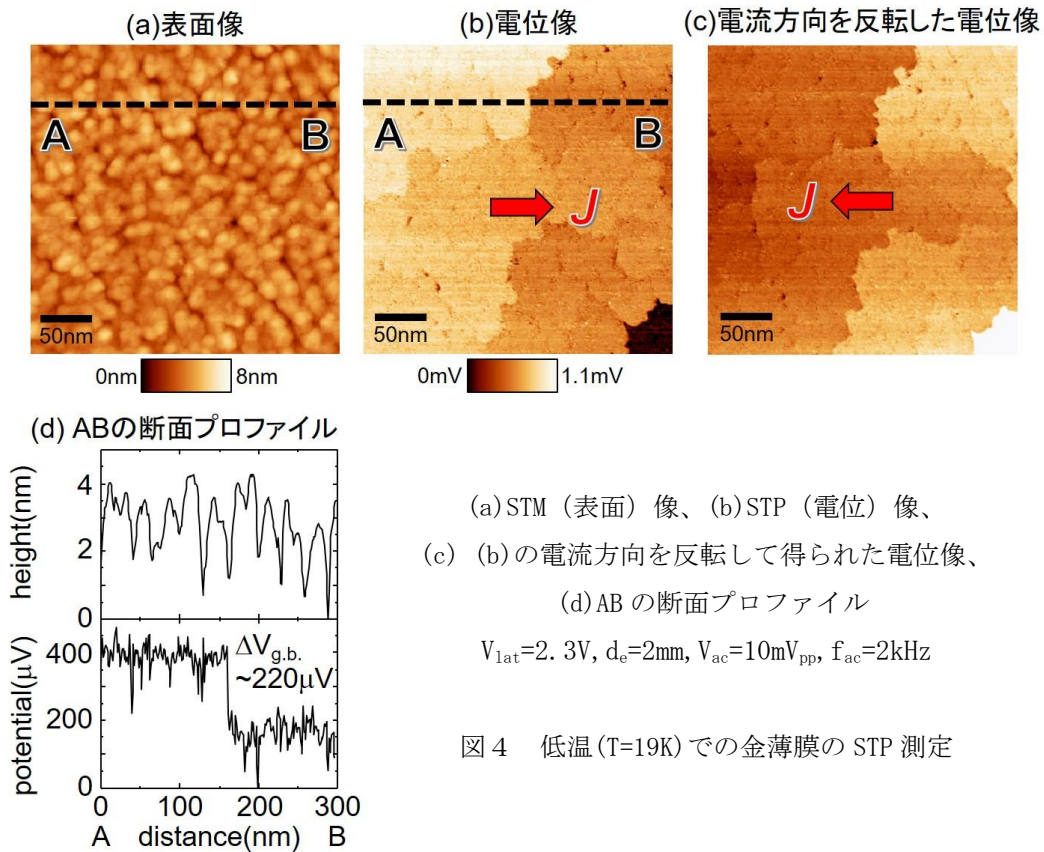 (a)表面像
(b)電位像
(c)電流方向を反転した電位像
A
B
50nm
A
B
J
50nm
J
50nm
0nm
8nm
0mV
1.1mV
(d) ABの断面プロファイル
height(nm)
4
2
0
potential(μV)
400
200
0
ΔVg.b.
~220μV
0
100
200
300
A
distance(nm)
B
(a)STM(表面)像、(b)STP(電位)像、
(c) (b)の電流方向を反転して得られた電位像、
(d)AB の断面プロファイル
Vlat=2.3V,de=2mm,Vac=10mVpp,fac=2kHz
図4 低温(T=19K)での金薄膜の STP 測定